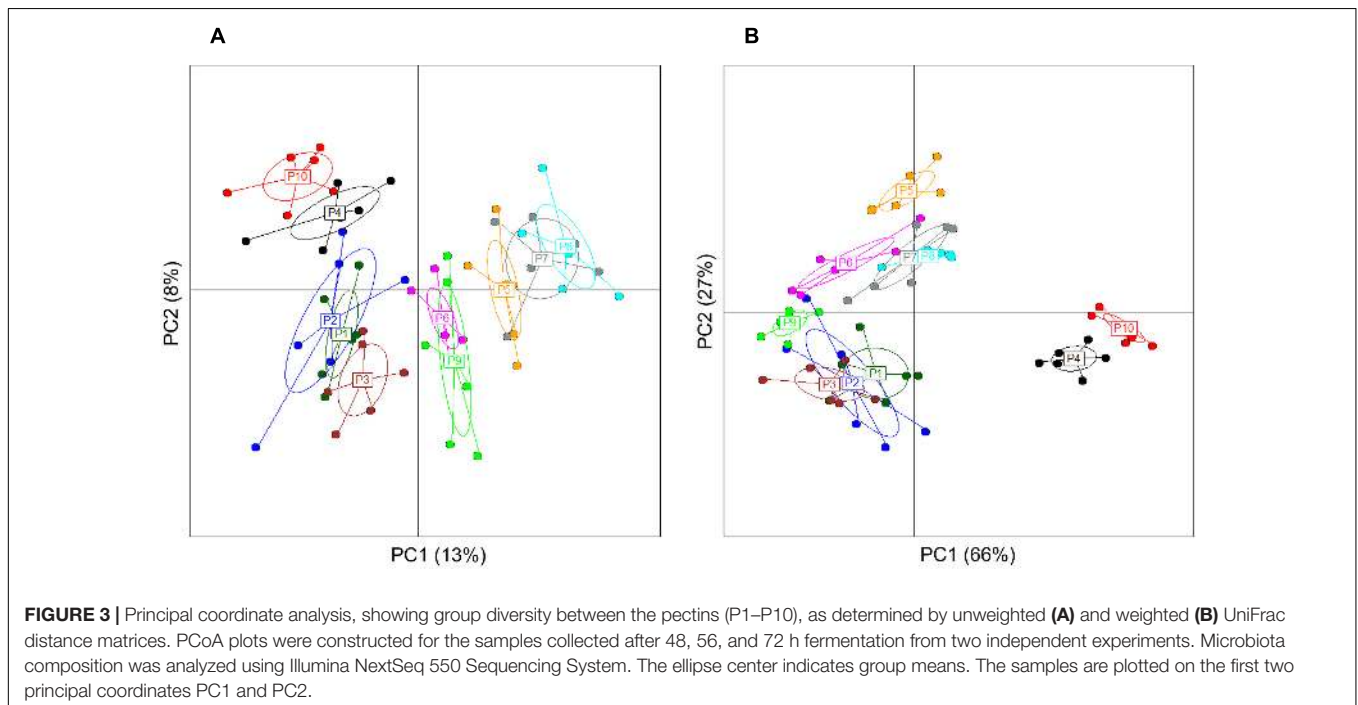 A
B
P10
P4
P2
P1
P3
P6
P9
P5
P7
P8
PC2 (8%)
PC1 (13%)
P5
P6
P7
P8
P9
P3
P2
P1
P10
P4
PC2 (27%)
PC1 (66%)
FIGURE 3 | Principal coordinate analysis, showing group diversity between the pectins (P1–P10), as determined by unweighted (A) and weighted (B) UniFrac
distance matrices. PCoA plots were constructed for the samples collected after 48, 56, and 72 h fermentation from two independent experiments. Microbiota
composition was analyzed using Illumina NextSeq 550 Sequencing System. The ellipse center indicates group means. The samples are plotted on the first two
principal coordinates PC1 and PC2.